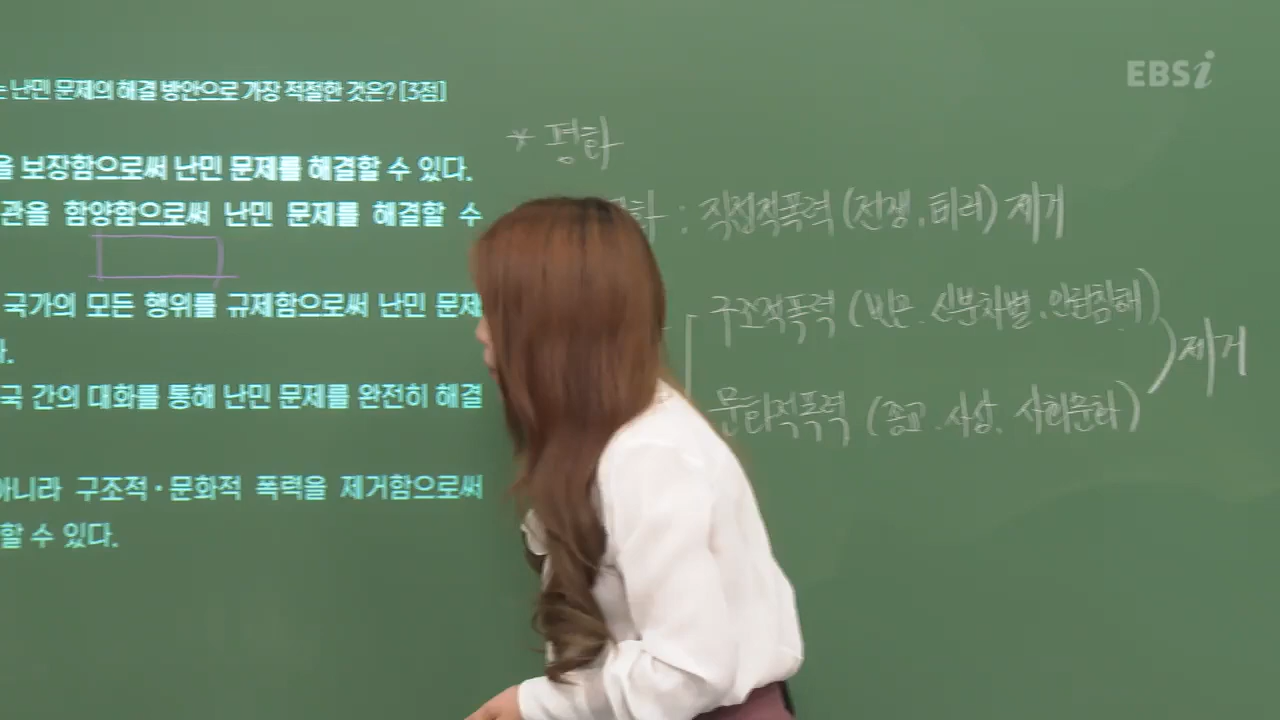 EBSi
난민 문제의 해결 방안으로 가장 적절한 것은? [3점]
을 보장함으로써 난민 문제를 해결할 수 있다.
관을 함양함으로써 난민 문제를 해결할 수
국가의 모든 행위를 규제함으로써 난민 문제
국 간의 대화를 통해 난민 문제를 완전히 해결
아니라 구조적·문화적 폭력을 제거함으로써
할 수 있다.
* 평화
: 직접적폭력 (전쟁, 테러) 제거
구조적폭력 (빈곤, 신분차별, 인권침해)
제거
문화적폭력 (종교, 사상, 사회문화)